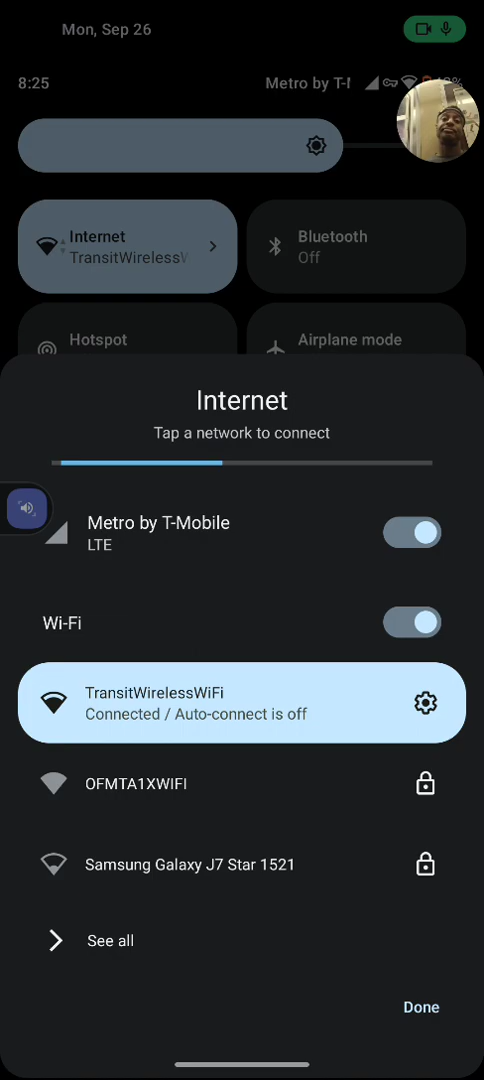 Mon, Sep 26
8:25
Metro by T-M
Internet
TransitWirelessW
Bluetooth
Off
Hotspot
Airplane mode
Internet
Tap a network to connect
Metro by T-Mobile
LTE
Wi-Fi
TransitWirelessWiFi
Connected / Auto-connect is off
OFMTA1XWIFI
Samsung Galaxy J7 Star 1521
See all
Done